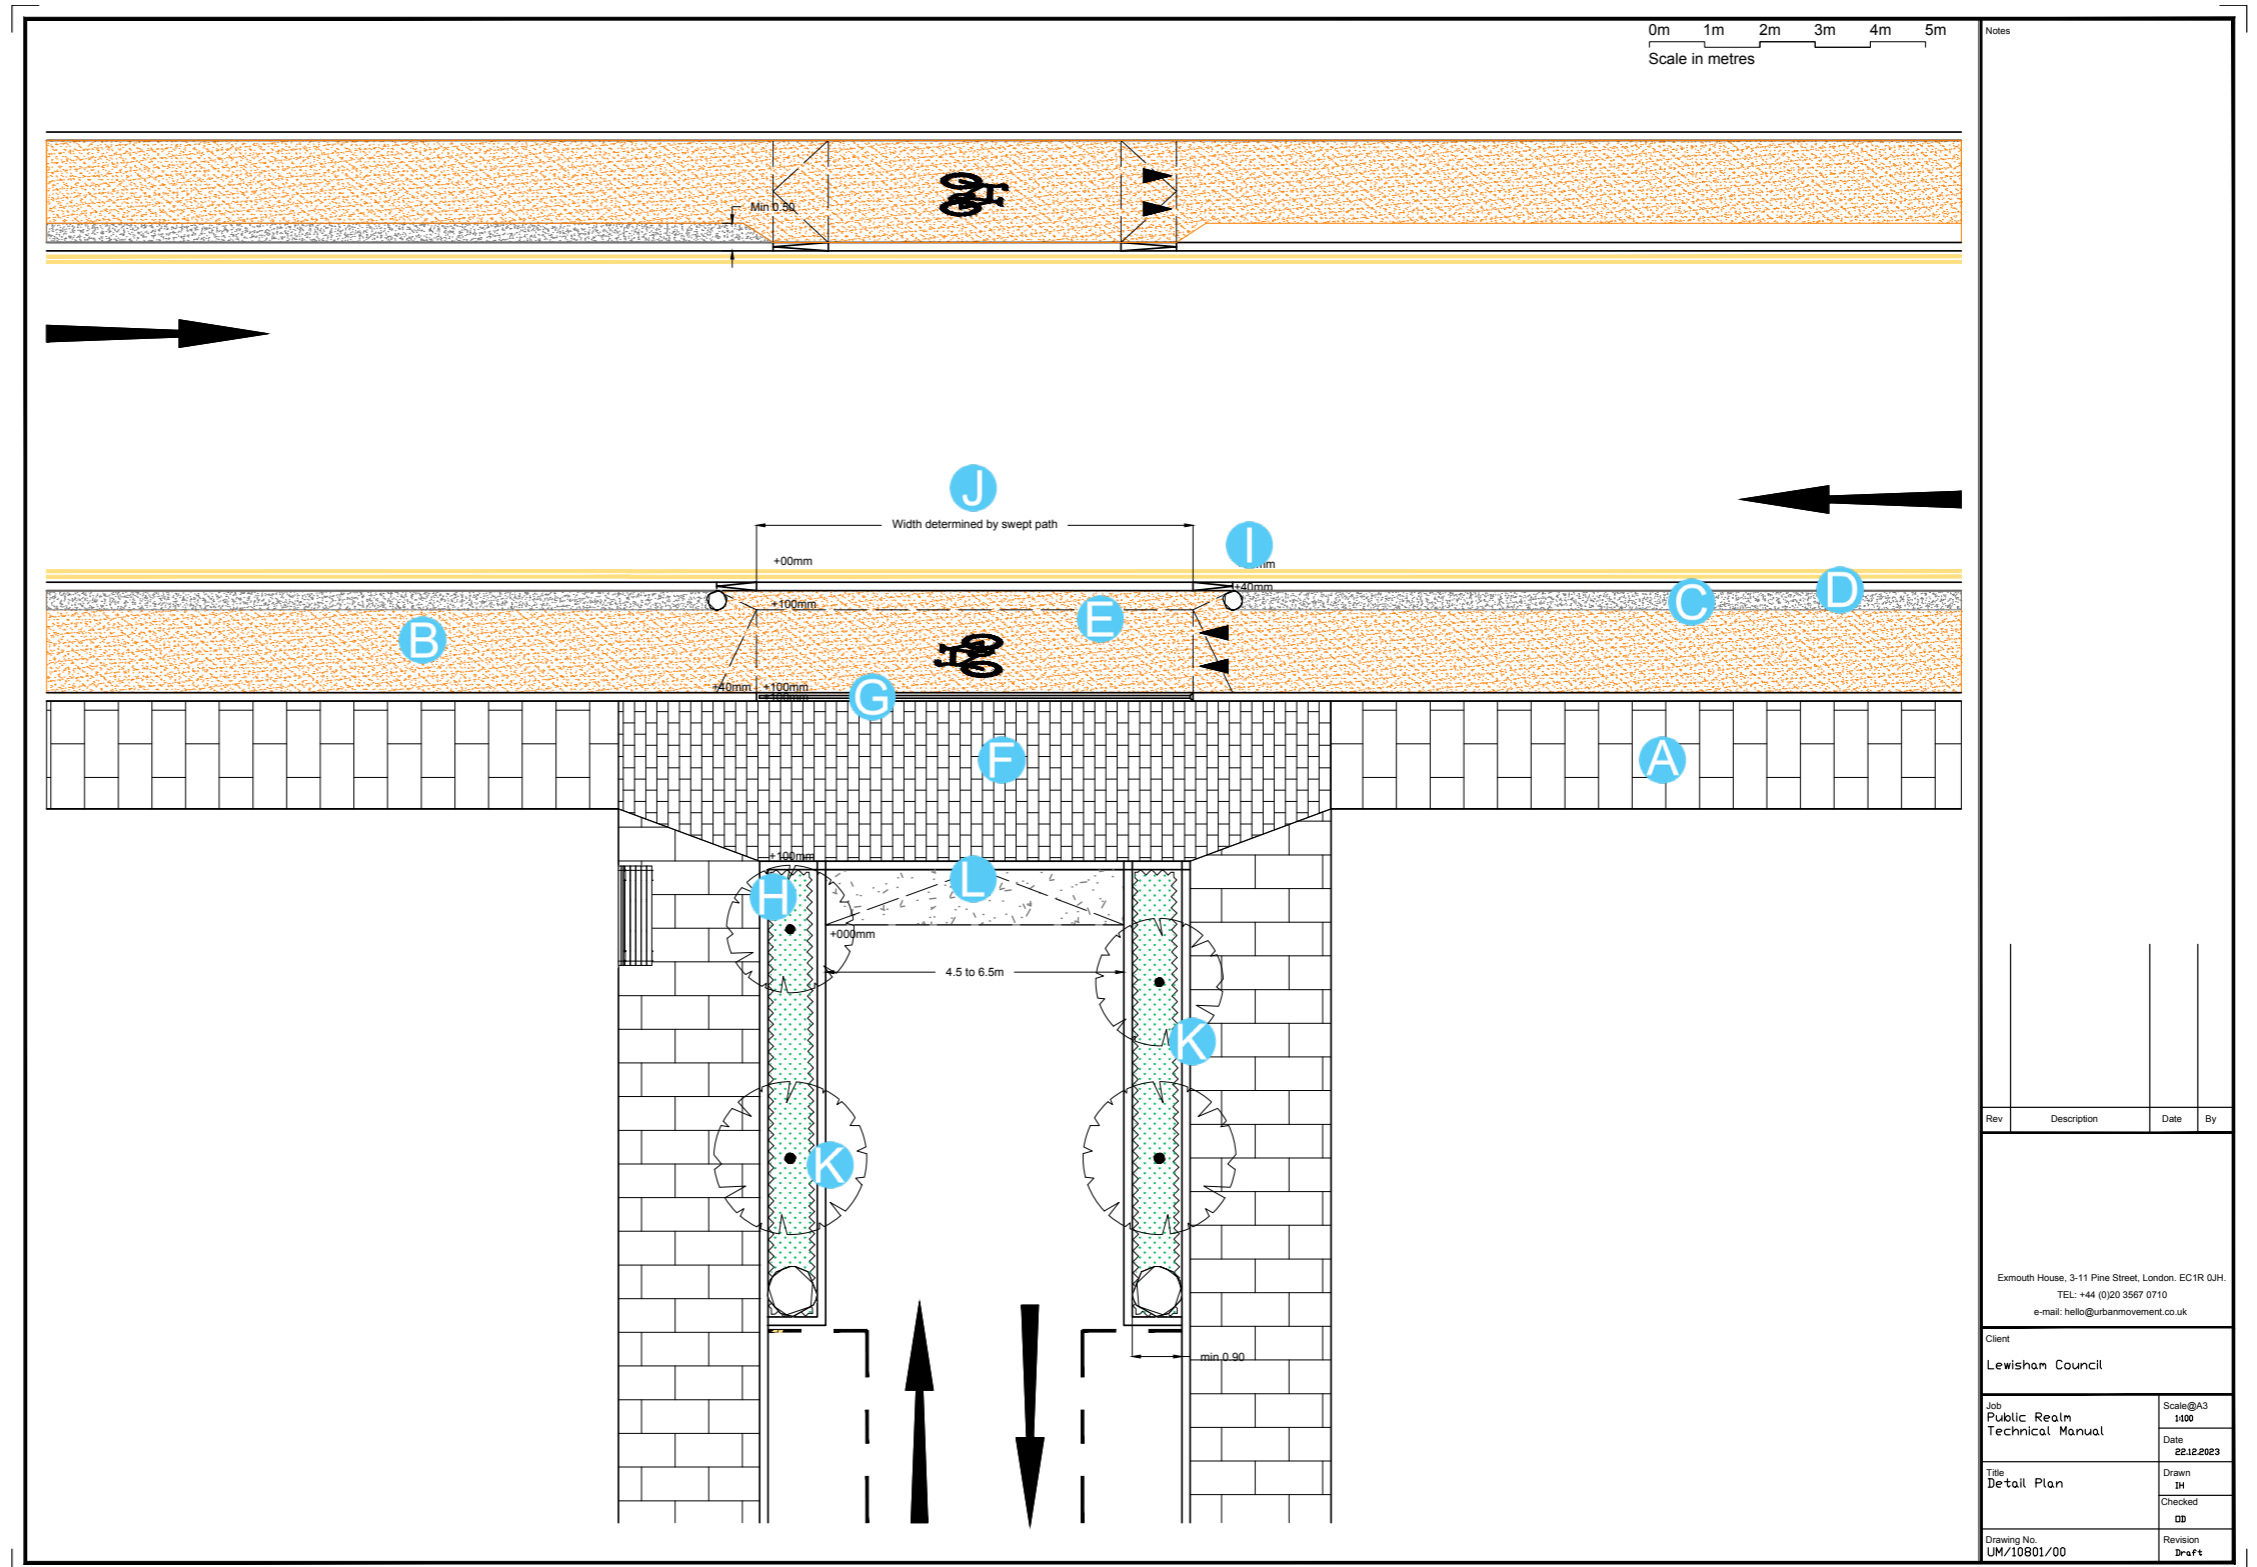 0m 1m 2m 3m 4m 5m
Scale in metres
Notes
Min 0.50
J
Width determined by swept path
I
+00mm
mm
+40mm
D
C
+100mm
E
B
+40mm +100mm
+100mm
G
F
A
+100mm
L
H
+000mm
4.5 to 6.5m
K
K
min 0.90
Rev Description Date By
Exmouth House, 3-11 Pine Street, London. EC1R 0JH.
TEL: +44 (0)20 3567 0710
e-mail: hello@urbanmovement.co.uk
Client
Lewisham Council
Job
Public Realm
Technical Manual
Scale@A3
1:100
Date
22.12.2023
Title
Detail Plan
Drawn
IH
Checked
OD
Drawing No.
UM/10801/00
Revision
Draft